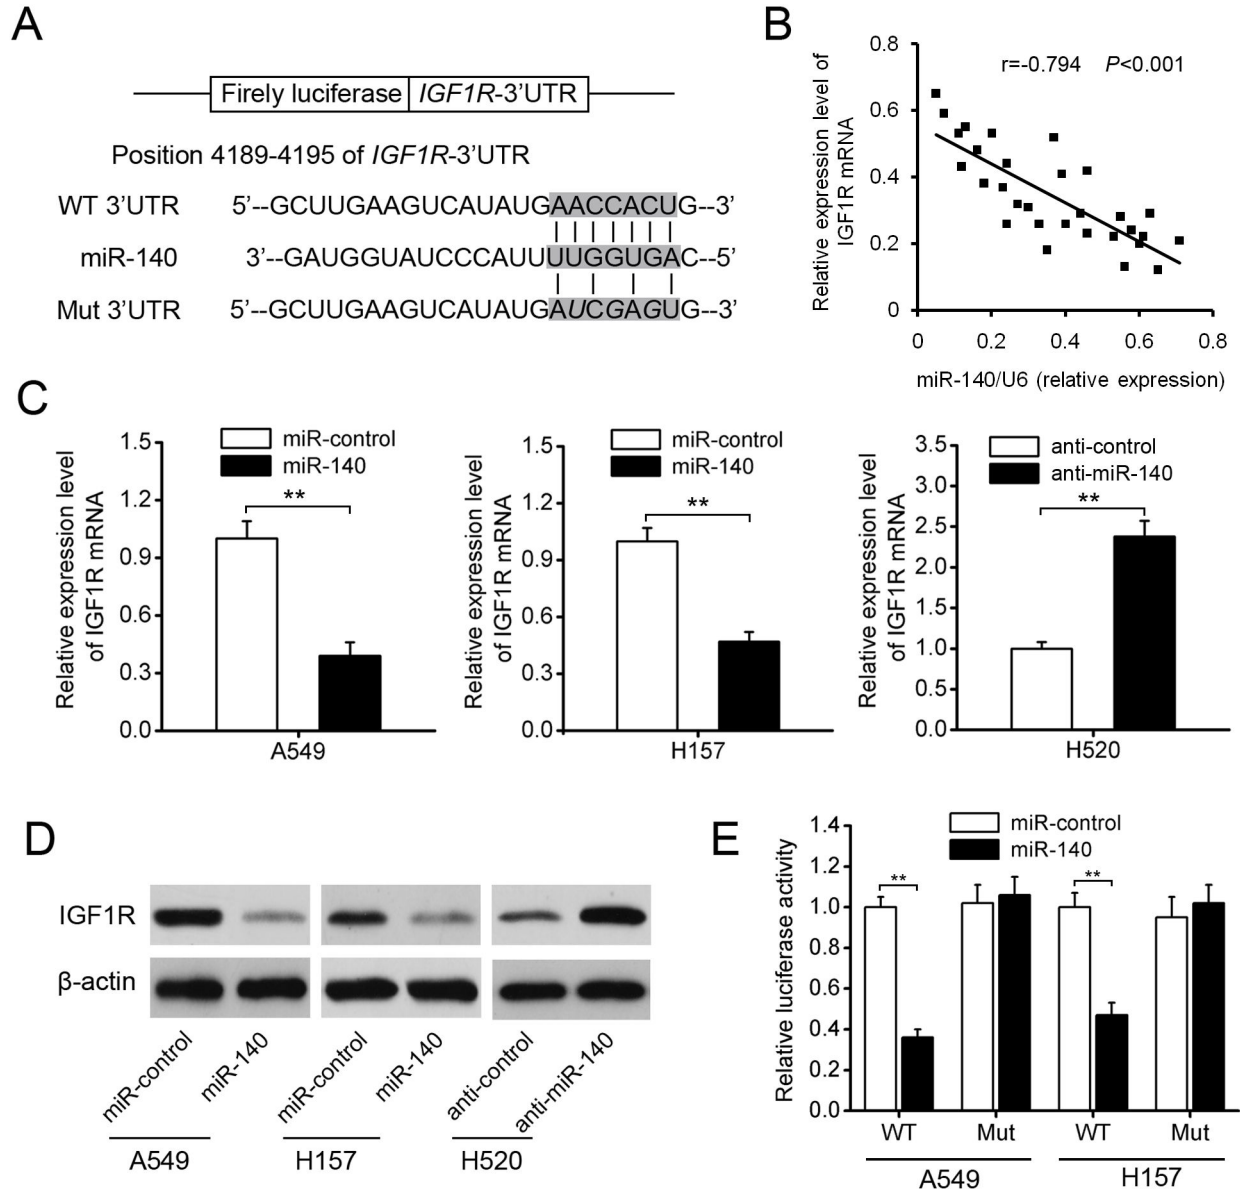 A
Firely luciferase IGF1R-3’UTR
Position 4189-4195 of IGF1R-3’UTR
WT 3’UTR 5’--GCUUGAAGUCAUAUGAACCACUG--3’
miR-140 3’--GAUGGUAUCCCAUUUUGGUGAC--5’
Mut 3’UTR 5’--GCUUGAAGUCAUAUGAUCGAGUG--3’
B
Relative expression level of
IGF1R mRNA
0.8
0.6
0.4
0.2
0
r=-0.794 P<0.001
0 0.2 0.4 0.6 0.8
miR-140/U6 (relative expression)
C
Relative expression level
of IGF1R mRNA
1.5
1.2
0.9
0.6
0.3
0.0
miR-control
miR-140
**
A549
Relative expression level
of IGF1R mRNA
1.5
1.2
0.9
0.6
0.3
0.0
miR-control
miR-140
**
H157
Relative expression level
of IGF1R mRNA
3.5
3.0
2.5
2.0
1.5
1.0
0.5
0.0
anti-control
anti-miR-140
**
H520
D
IGF1R
β-actin
miR-control
miR-140
miR-control
miR-140
anti-control
anti-miR-140
A549 H157 H520
E
Relative luciferase activity
1.4
1.2
1.0
0.8
0.6
0.4
0.2
0.0
miR-control
miR-140
**
**
WT Mut WT Mut
A549 H157